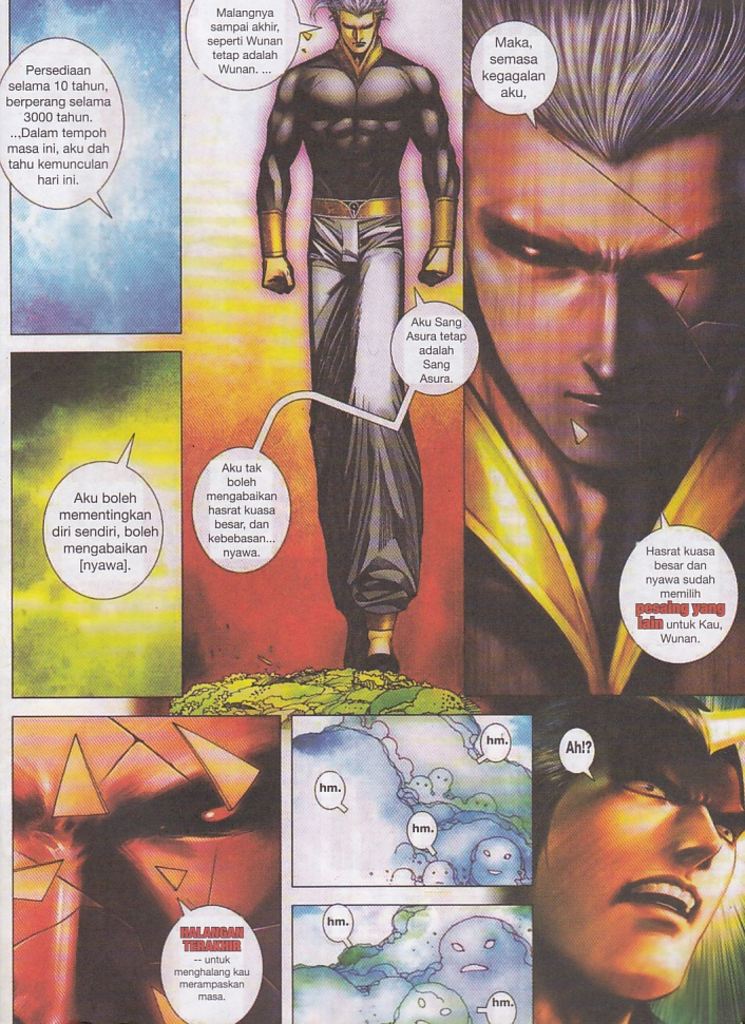 Persediaan
selama 10 tahun,
berperang selama
3000 tahun.
..,Dalam tempoh
masa ini, aku dah
tahu kemunculan
hari ini.
Malangnya
sampai akhir,
seperti Wunan
tetap adalah
Wunan. ...
Maka,
semasa
kegagalan
aku,
Aku Sang
Asura tetap
adalah
Sang
Asura.
Aku tak
boleh
mengabaikan
hasrat kuasa
besar, dan
kebebasan...
nyawa.
Aku boleh
mementingkan
diri sendiri, boleh
mengabaikan
[nyawa].
Hasrat kuasa
besar dan
nyawa sudah
memilih
pesaing yang
lain untuk Kau,
Wunan.
HALANGAN
TERAKHIR
-- untuk
menghalang kau
merampaskan
masa.
hm.
hm.
hm.
hm.
hm.
Ah!?